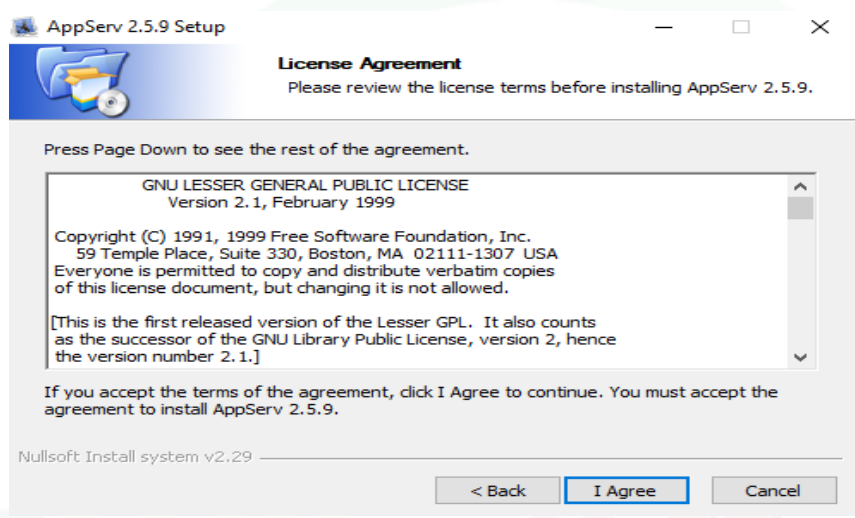 AppServ 2.5.9 Setup
License Agreement
Please review the license terms before installing AppServ 2.5.9.
Press Page Down to see the rest of the agreement.
GNU LESSER GENERAL PUBLIC LICENSE
Version 2.1, February 1999
Copyright (C) 1991, 1999 Free Software Foundation, Inc.
59 Temple Place, Suite 330, Boston, MA 02111-1307 USA
Everyone is permitted to copy and distribute verbatim copies
of this license document, but changing it is not allowed.
[This is the first released version of the Lesser GPL. It also counts
as the successor of the GNU Library Public License, version 2, hence
the version number 2.1.]
If you accept the terms of the agreement, click I Agree to continue. You must accept the
agreement to install AppServ 2.5.9.
Nullsoft Install system v2.29
< Back I Agree Cancel